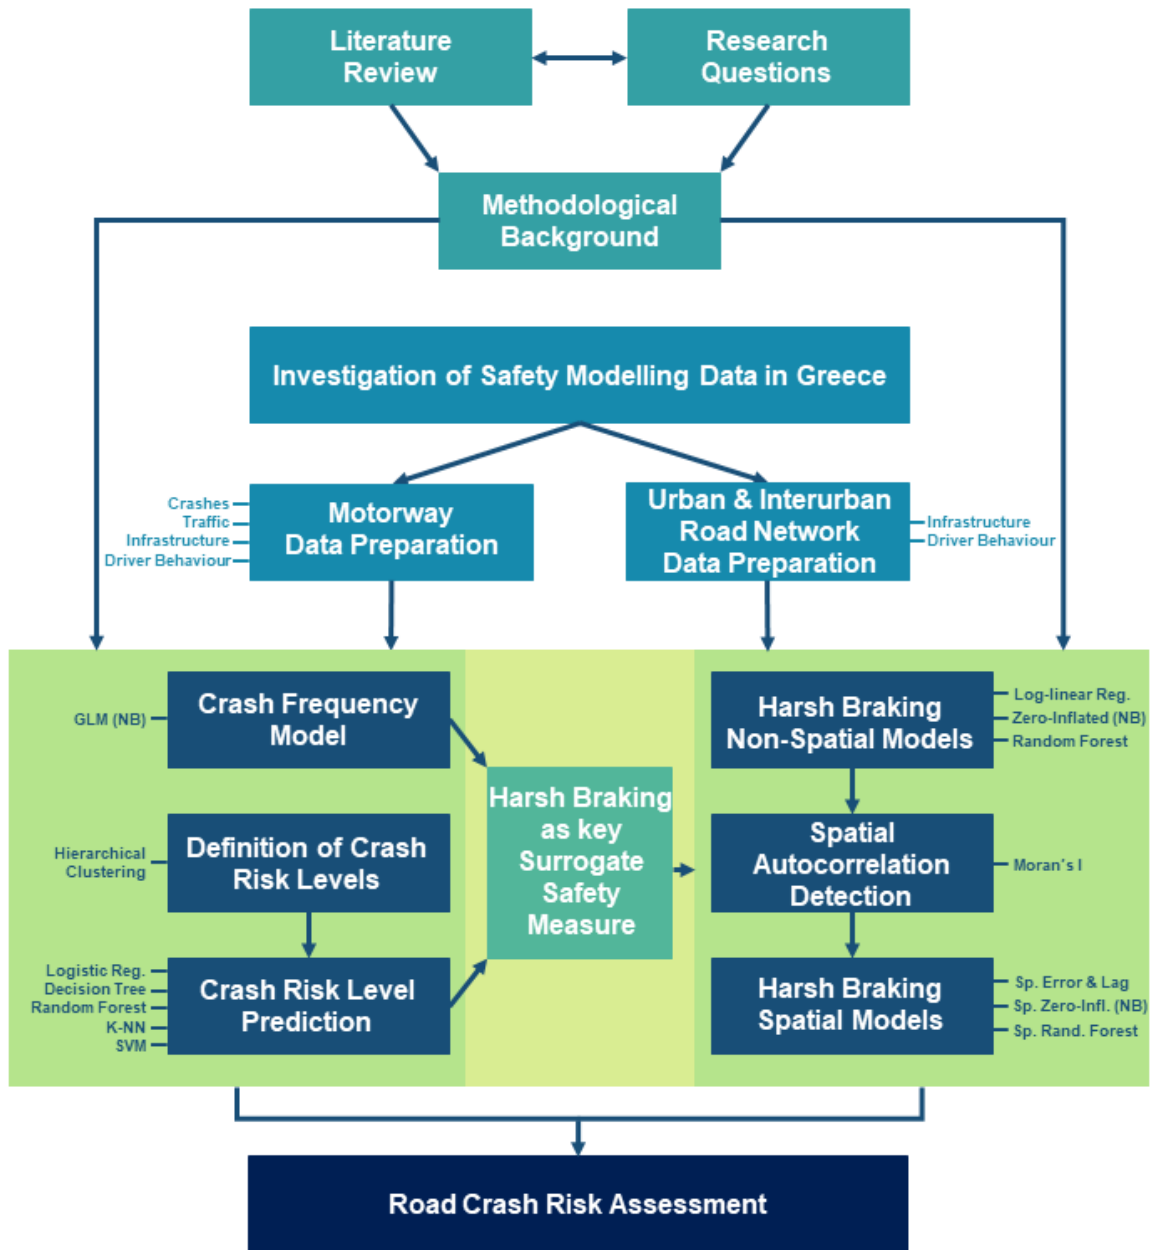 Literature
Review
Research
Questions
Methodological
Background
Investigation of Safety Modelling Data in Greece
Crashes
Traffic
Infrastructure
Driver Behaviour
Motorway
Data Preparation
Urban & Interurban
Road Network
Data Preparation
Infrastructure
Driver Behaviour
GLM (NB)
Crash Frequency
Model
Hierarchical
Clustering
Definition of Crash
Risk Levels
Logistic Reg.
Decision Tree
Random Forest
K-NN
SVM
Crash Risk Level
Prediction
Harsh Braking
as key
Surrogate
Safety
Measure
Harsh Braking
Non-Spatial Models
Log-linear Reg.
Zero-Inflated (NB)
Random Forest
Spatial
Autocorrelation
Detection
Moran's I
Harsh Braking
Spatial Models
Sp. Error & Lag
Sp. Zero-Infl. (NB)
Sp. Rand. Forest
Road Crash Risk Assessment